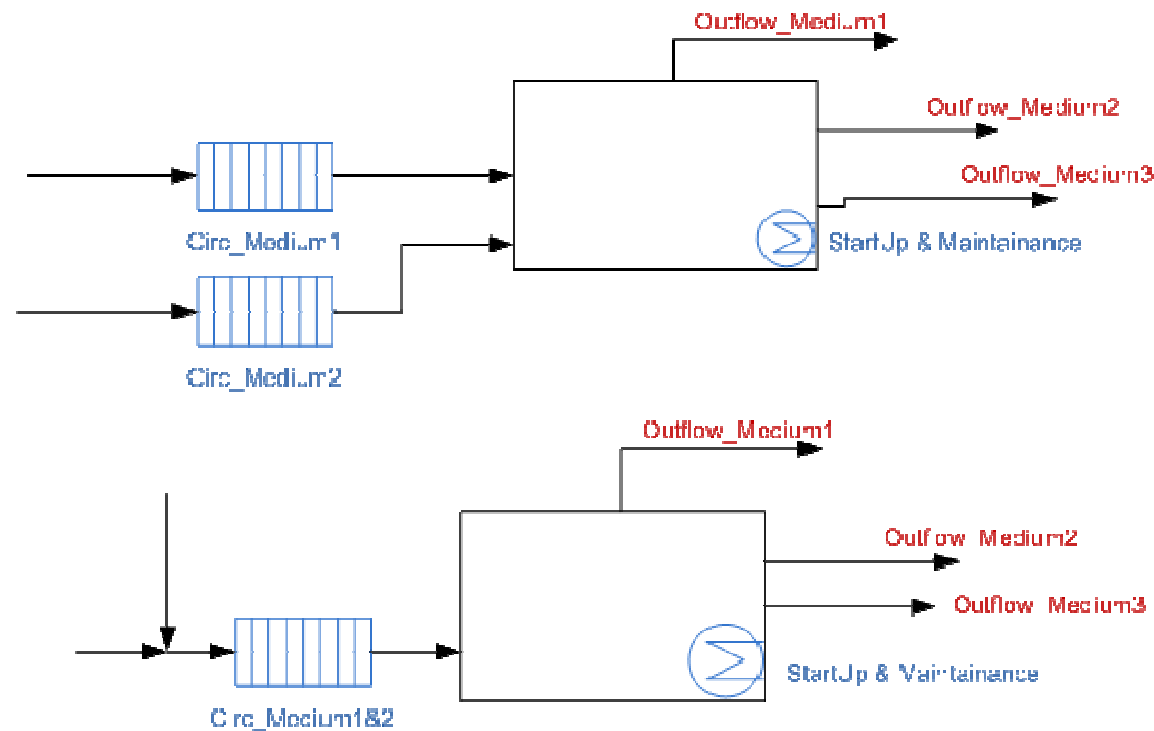 Outflow_Medium1
Outflow_Medium2
Outflow_Medium3
StartUp & Maintainance
Circ_Medium1
Circ_Medium2
Outflow_Medium1
Outflow_Medium2
Outflow_Medium3
StartUp & Maintainance
Circ_Medium1&2